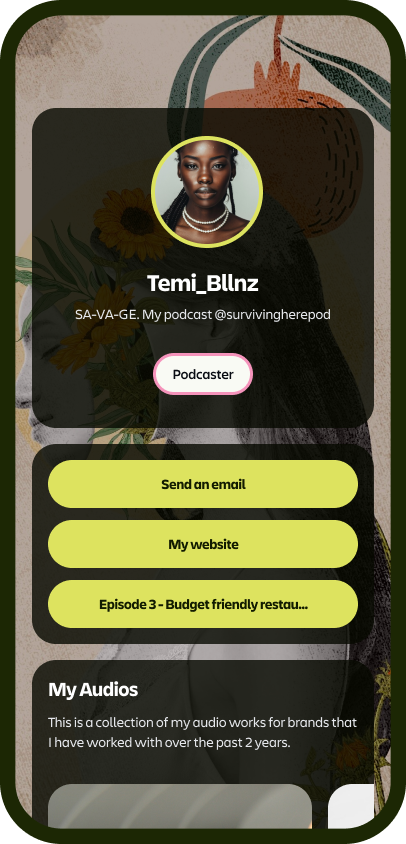 Temi_Bllnz
SA-VA-GE. My podcast @survivingherepod
Podcaster
Send an email
My website
Episode 3 - Budget friendly restau...
My Audios
This is a collection of my audio works for brands that
I have worked with over the past 2 years.